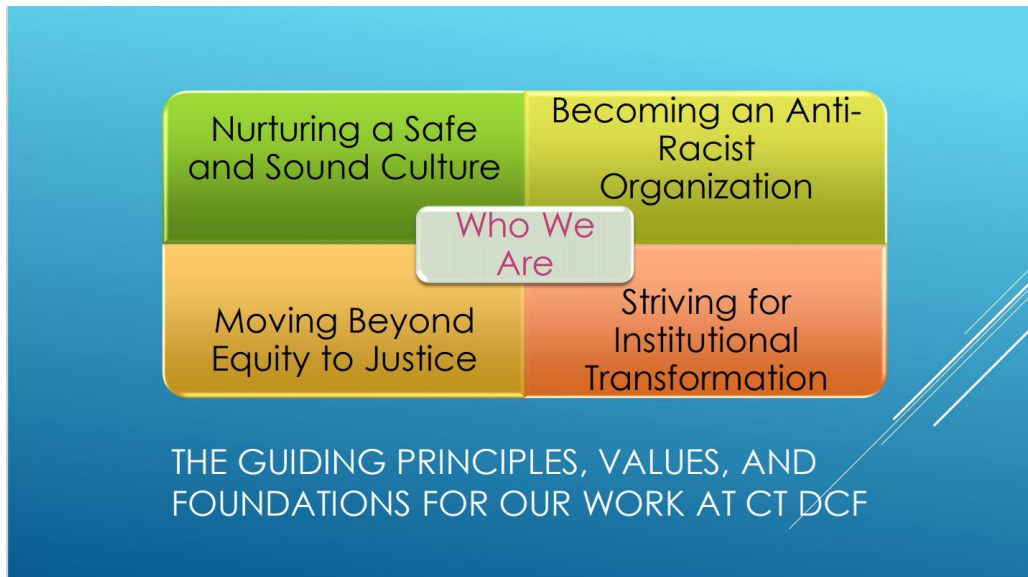 Nurturing a Safe
and Sound Culture
Becoming an Anti-
Racist
Organization
Who We
Are
Moving Beyond
Equity to Justice
Striving for
Institutional
Transformation
THE GUIDING PRINCIPLES, VALUES, AND
FOUNDATIONS FOR OUR WORK AT CT DCF